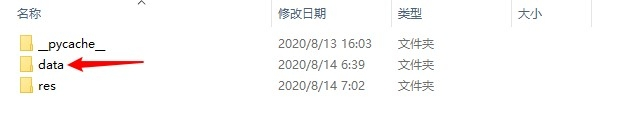 名称 修改日期 类型 大小
__pycache__ 2020/8/13 16:03 文件夹
data 2020/8/14 6:39 文件夹
res 2020/8/14 7:02 文件夹